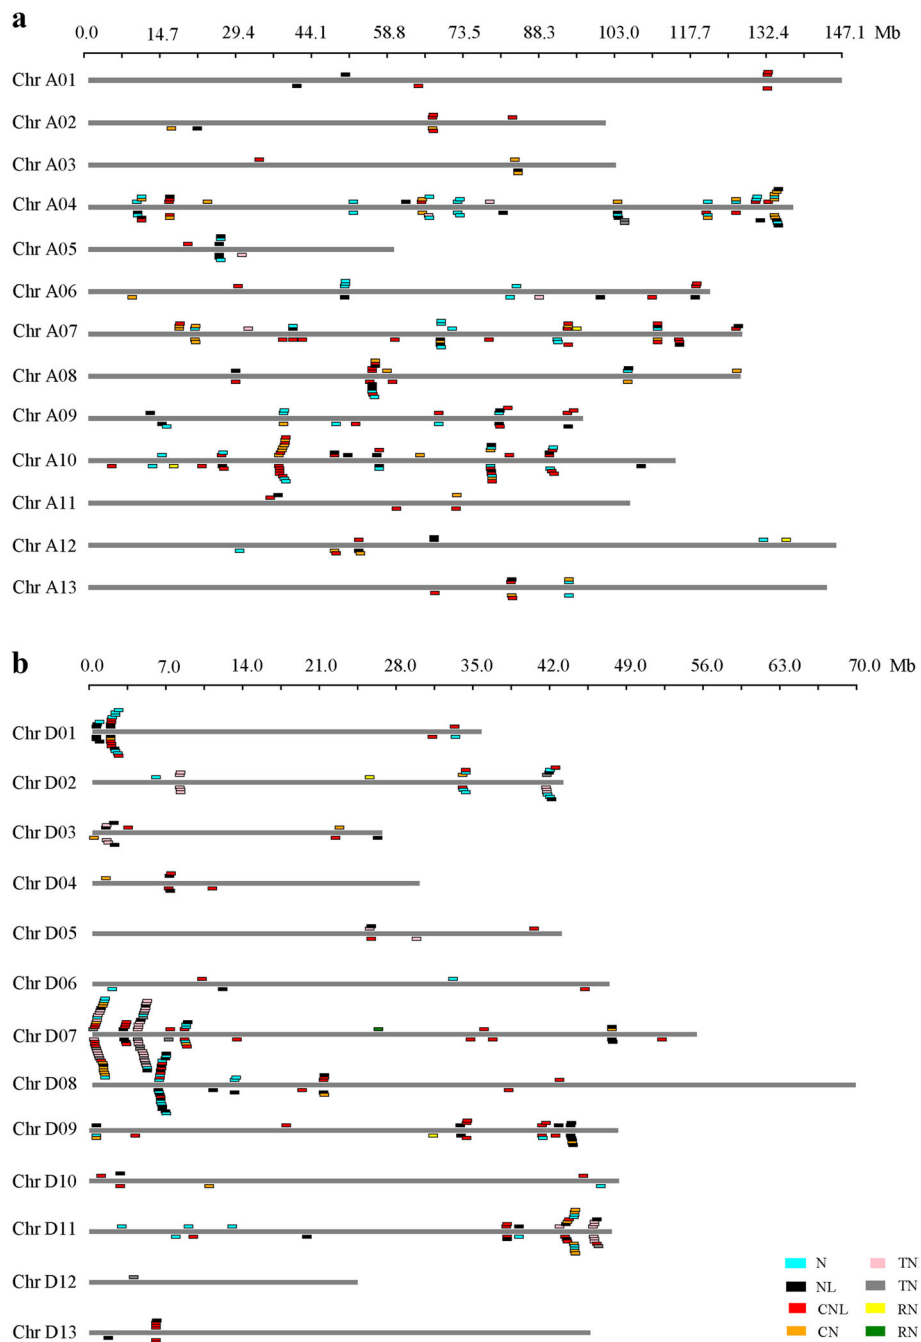 a
0.0 14.7 29.4 44.1 58.8 73.5 88.3 103.0 117.7 132.4 147.1 Mb
Chr A01
Chr A02
Chr A03
Chr A04
Chr A05
Chr A06
Chr A07
Chr A08
Chr A09
Chr A10
Chr A11
Chr A12
Chr A13
b
0.0 7.0 14.0 21.0 28.0 35.0 42.0 49.0 56.0 63.0 70.0 Mb
Chr D01
Chr D02
Chr D03
Chr D04
Chr D05
Chr D06
Chr D07
Chr D08
Chr D09
Chr D10
Chr D11
Chr D12
Chr D13
N TN
NL TN
CNL RN
CN RN